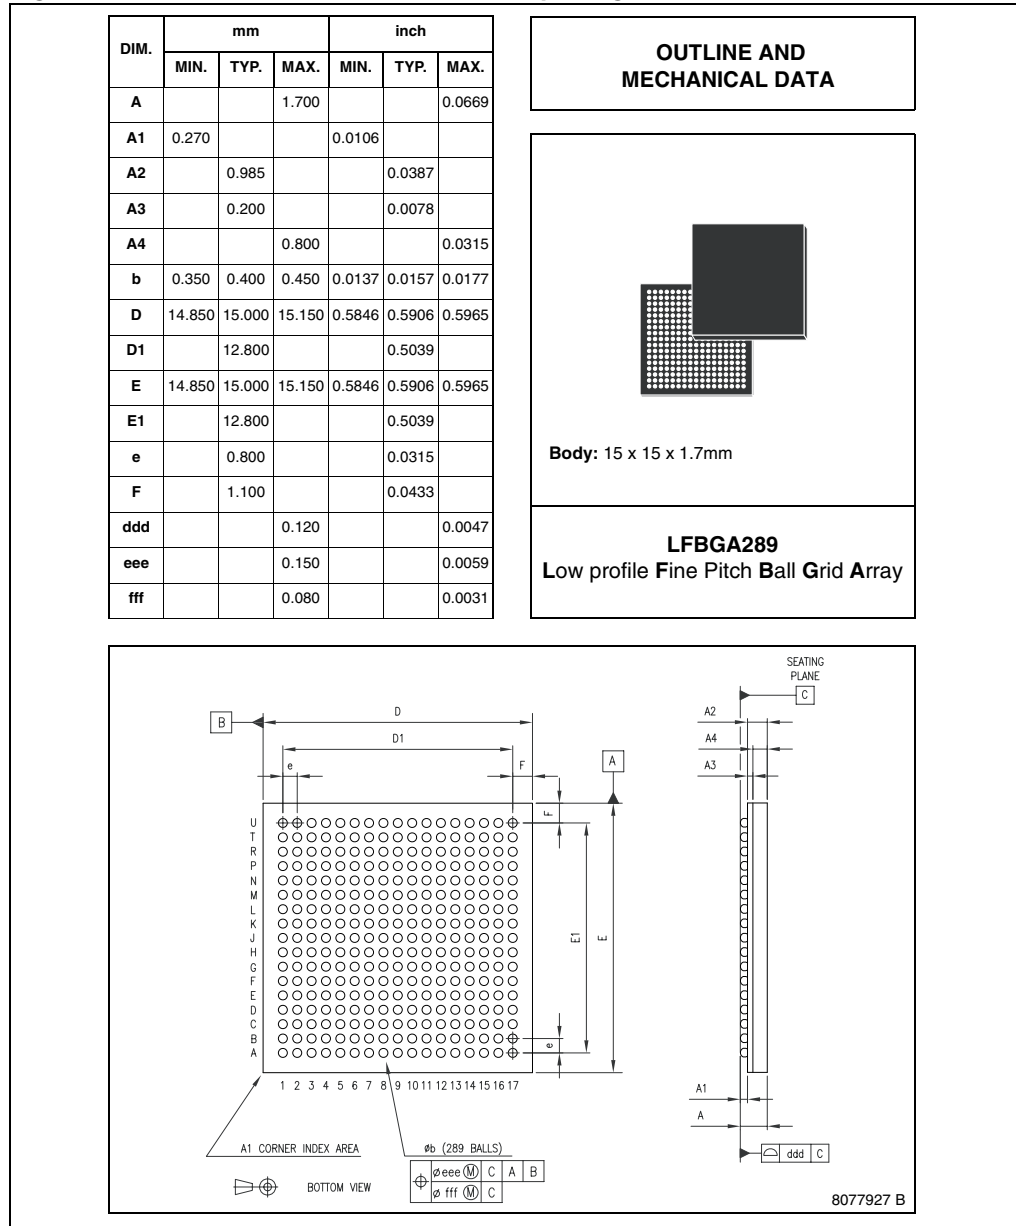 DIM. mm inch
MIN. TYP. MAX. MIN. TYP. MAX.
A 1.700 0.0669
A1 0.270 0.0106
A2 0.985 0.0387
A3 0.200 0.0078
A4 0.800 0.0315
b 0.350 0.400 0.450 0.0137 0.0157 0.0177
D 14.850 15.000 15.150 0.5846 0.5906 0.5965
D1 12.800 0.5039
E 14.850 15.000 15.150 0.5846 0.5906 0.5965
E1 12.800 0.5039
e 0.800 0.0315
F 1.100 0.0433
ddd 0.120 0.0047
eee 0.150 0.0059
fff 0.080 0.0031
OUTLINE AND
MECHANICAL DATA
Body: 15 x 15 x 1.7mm
LFBGA289
Low profile Fine Pitch Ball Grid Array
SEATING
PLANE
C
B
D
D1
e
F
A
F
E1
E
e
U
T
R
P
N
M
L
K
J
H
G
F
E
D
C
B
A
1 2 3 4 5 6 7 8 9 10 11 12 13 14 15 16 17
A2
A4
A3
A1
A
ddd C
A1 CORNER INDEX AREA
øb (289 BALLS)
ø eee Ⓜ C A B
ø fff Ⓜ C
BOTTOM VIEW
8077927 B